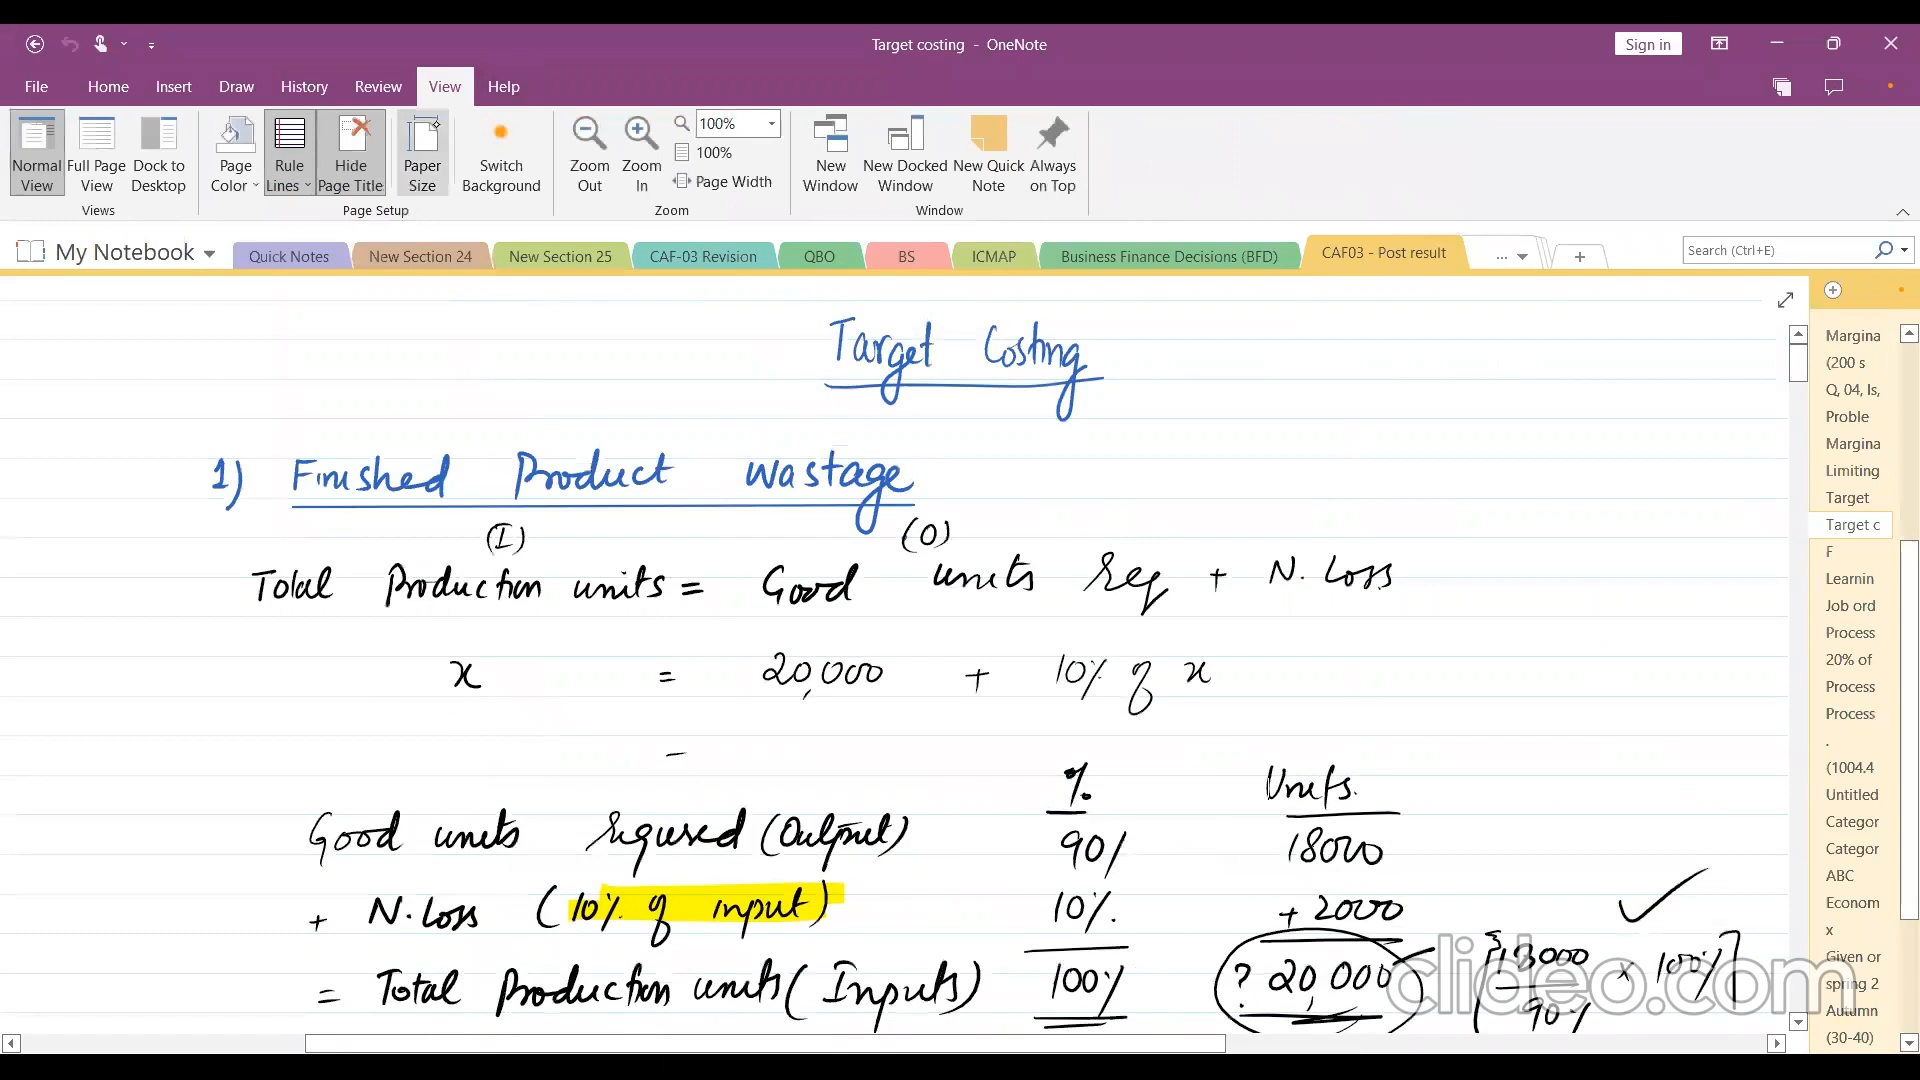 Target costing - OneNote
Sign in
File Home Insert Draw History Review View Help
Normal View
Full Page View
Dock to Desktop
Page Color
Rule Lines
Hide Page Title
Paper Size
Switch Background
Zoom Out
Zoom In
100%
100%
Page Width
New Window
New Docked Window
New Quick Note
Always on Top
Views Page Setup Zoom Window
My Notebook
Quick Notes New Section 24 New Section 25 CAF-03 Revision QBO BS ICMAP Business Finance Decisions (BFD) CAF03 - Post result ...
Search (Ctrl+E)
Target Costing
1) Finished Product Wastage
(I) (O)
Total Production units = Good units Req + N. Loss
x = 20,000 + 10% of x
=
% Units.
Good units required (Output) 90% 18000
+ N. Loss (10% of input) 10%. + 2000
= Total Production units (Inputs) 100% ? 20,000 [18000 / 90% x 100%]
clideo.com
Margina
(200 s
Q, 04, Is,
Proble
Margina
Limiting
Target
Target c
F
Learnin
Job ord
Process
20% of
Process
Process
.
(1004.4
Untitled
Categor
Categor
ABC
Econom
x
Given or
spring 2
Autumn
(30-40)